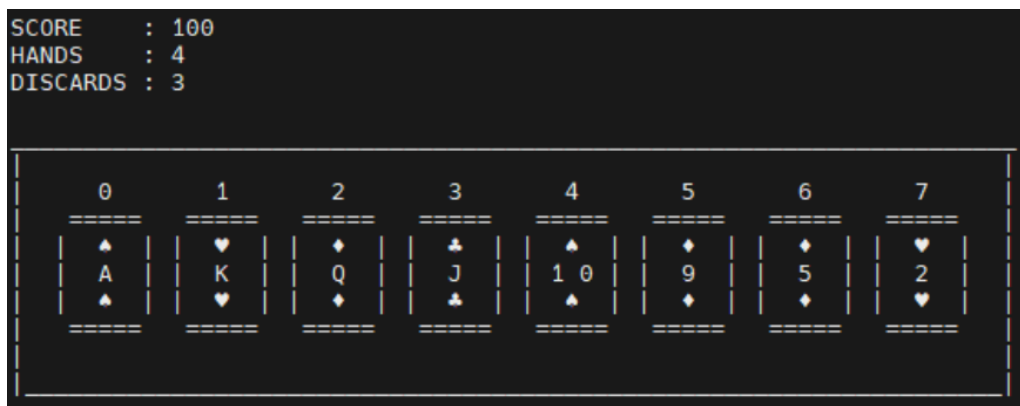 SCORE    : 100
HANDS    : 4
DISCARDS : 3
0 1 2 3 4 5 6 7
===== ===== ===== ===== ===== ===== ===== =====
| ♠ | | ♥ | | ♦ | | ♣ | | ♠ | | ♦ | | ♦ | | ♥ |
| A | | K | | Q | | J | | 1 0 | | 9 | | 5 | | 2 |
| ♠ | | ♥ | | ♦ | | ♣ | | ♠ | | ♦ | | ♦ | | ♥ |
===== ===== ===== ===== ===== ===== ===== =====